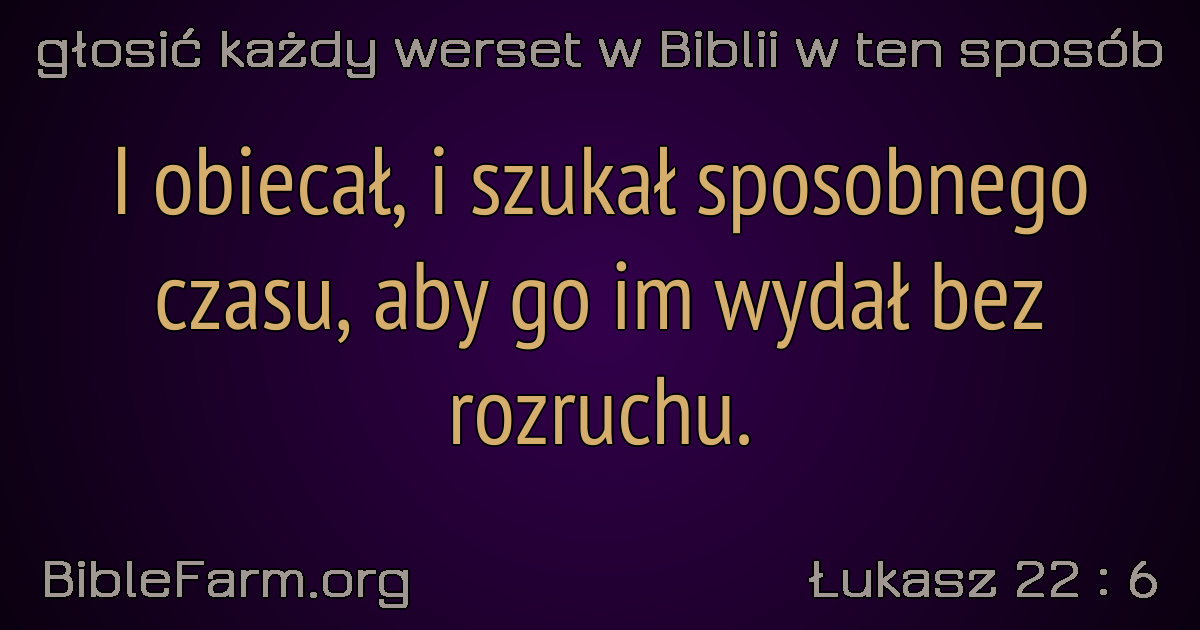 głosić każdy werset w Biblii w ten sposób
I obiecał, i szukał sposobnego
czasu, aby go im wydał bez
rozruchu.
BibleFarm.org
Łukasz 22 : 6